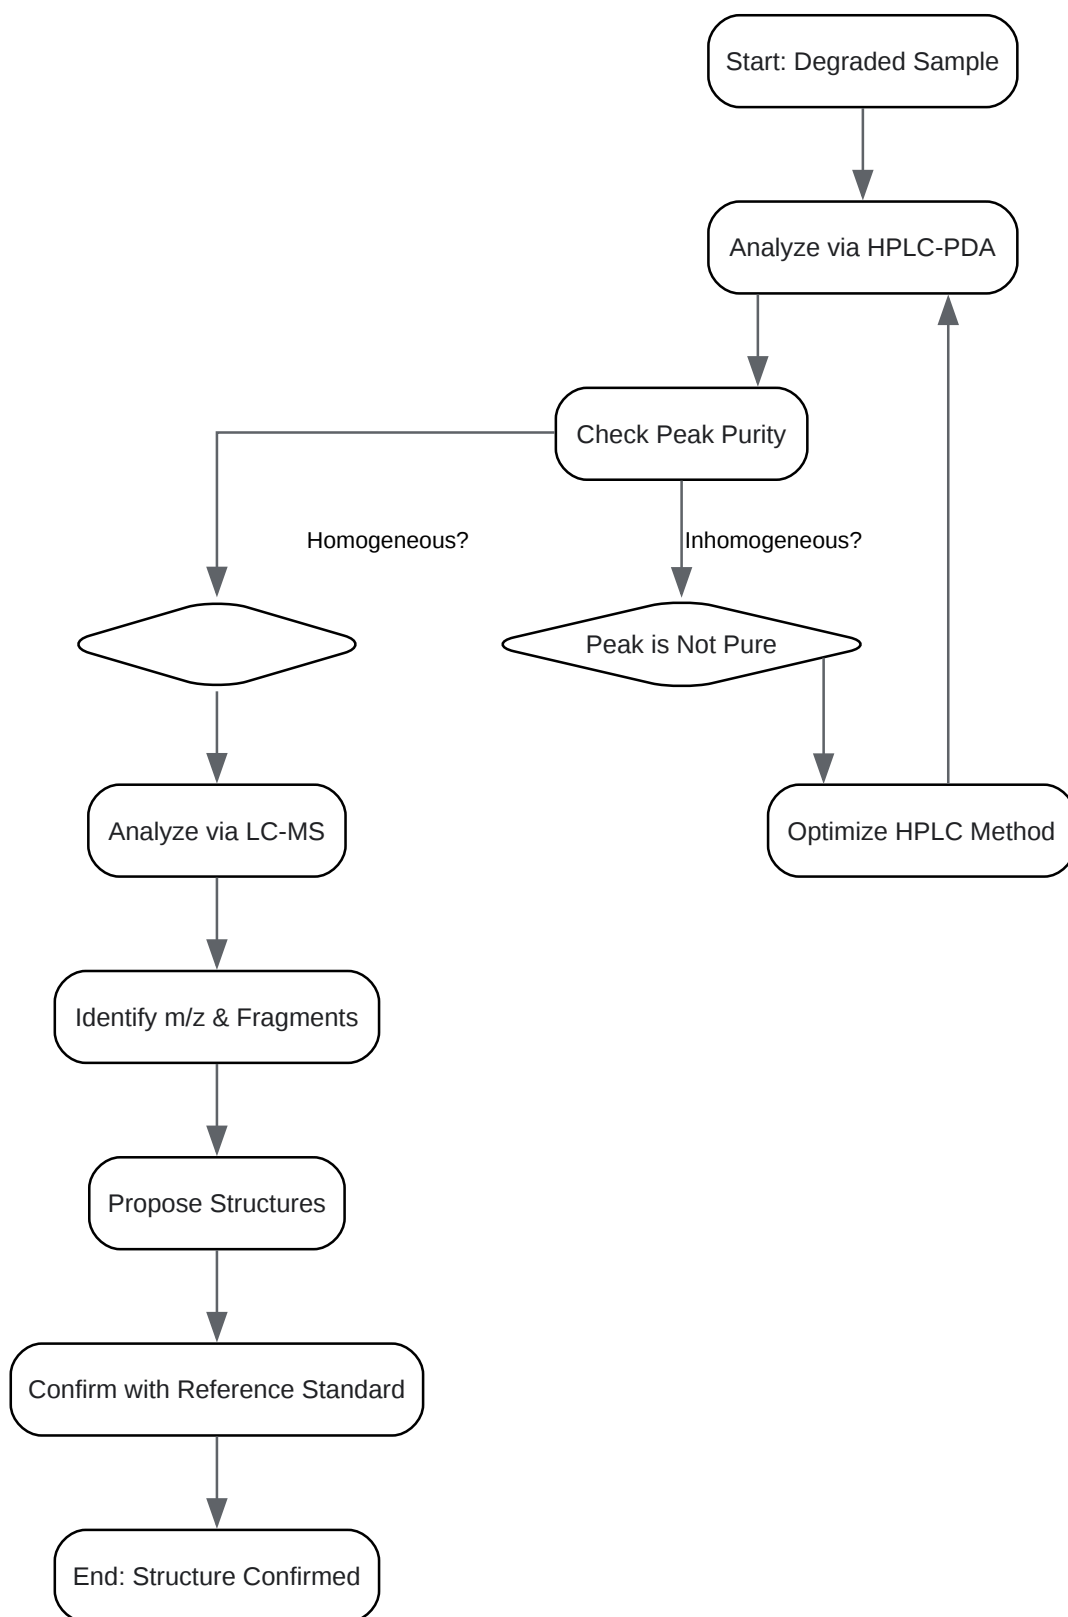 Start: Degraded Sample
Analyze via HPLC-PDA
Check Peak Purity
Homogeneous?
Inhomogeneous?
Peak is Not Pure
Analyze via LC-MS
Optimize HPLC Method
Identify m/z & Fragments
Propose Structures
Confirm with Reference Standard
End: Structure Confirmed